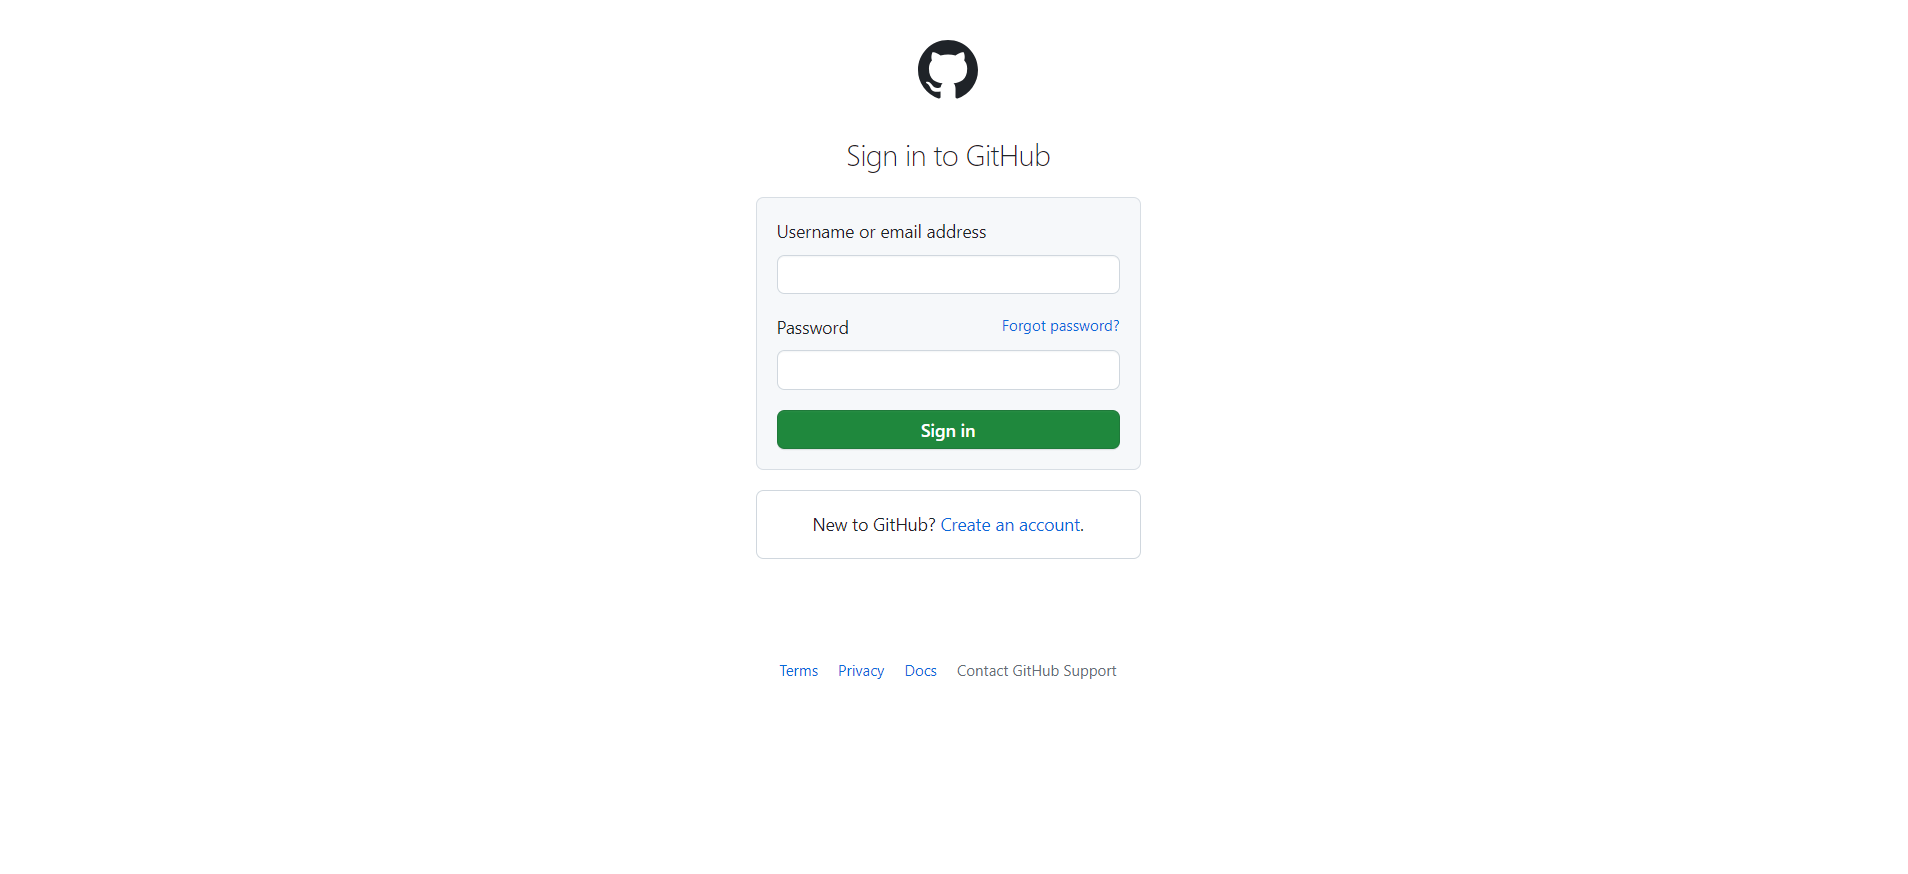 Sign in to GitHub
Username or email address
Password Forgot password?
Sign in
New to GitHub? Create an account.
Terms Privacy Docs Contact GitHub Support